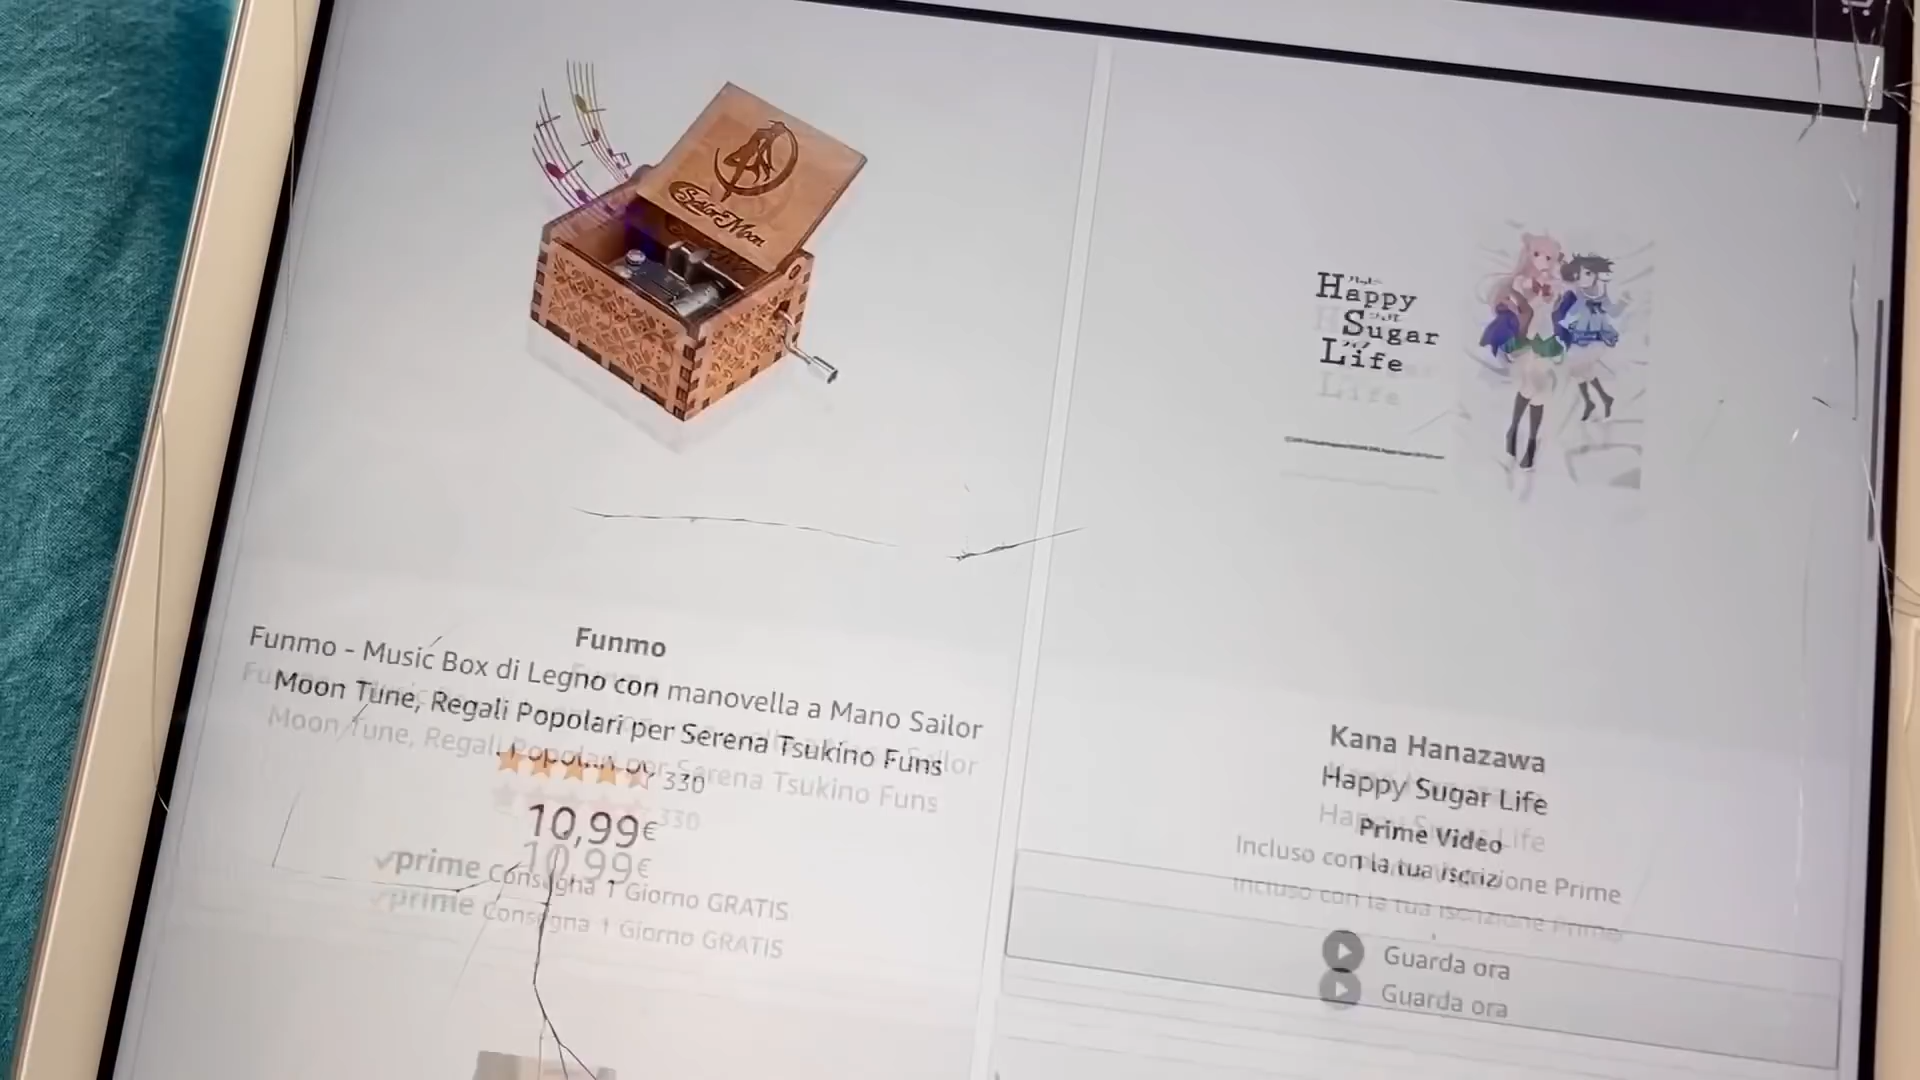 Sailor Moon
Happy
Sugar
Life
Funmo
Funmo - Music Box di Legno con manovella a Mano Sailor
Moon Tune, Regali Popolari per Serena Tsukino Funs
330
10,99€
prime Consegna 1 Giorno GRATIS
Kana Hanazawa
Happy Sugar Life
Prime Video
Incluso con la tua iscrizione Prime
Guarda ora